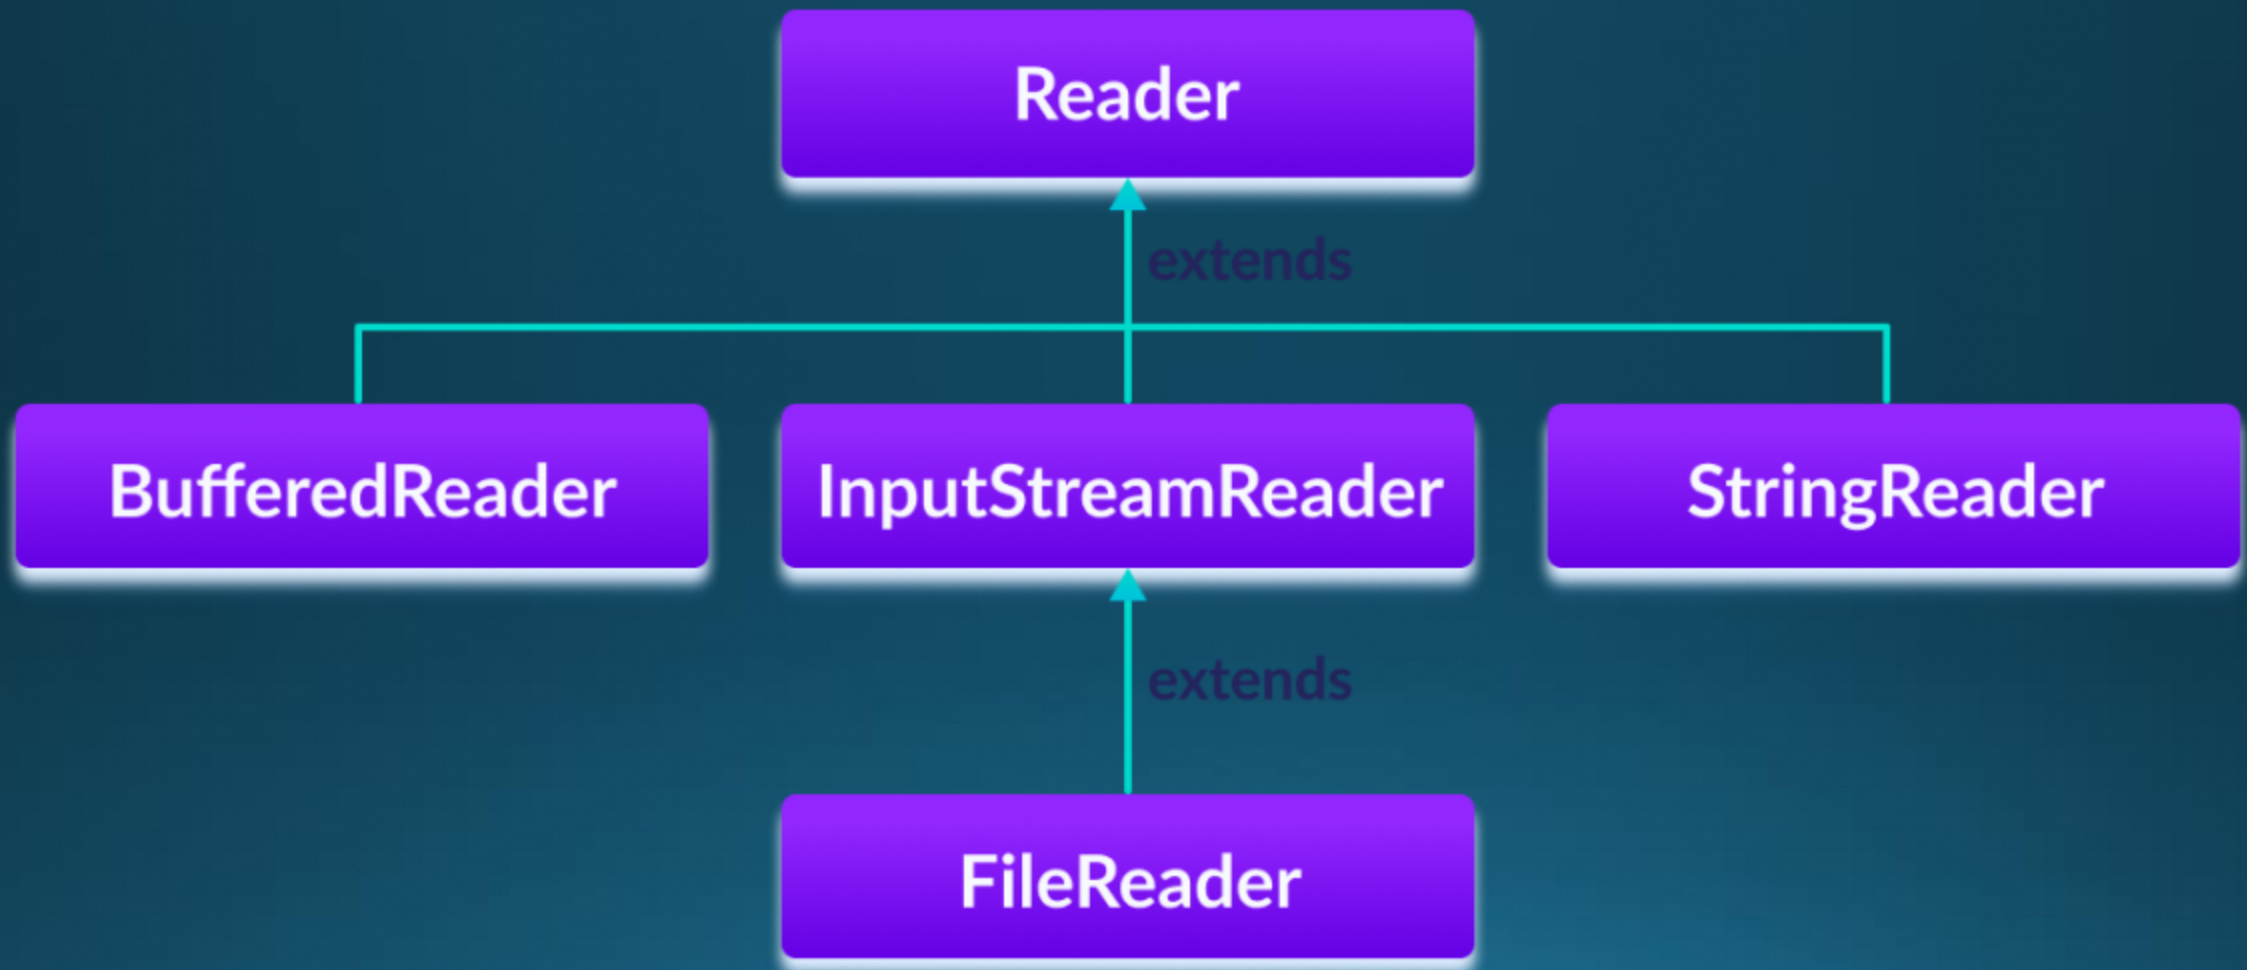 Reader
extends
BufferedReader
InputStreamReader
StringReader
extends
FileReader